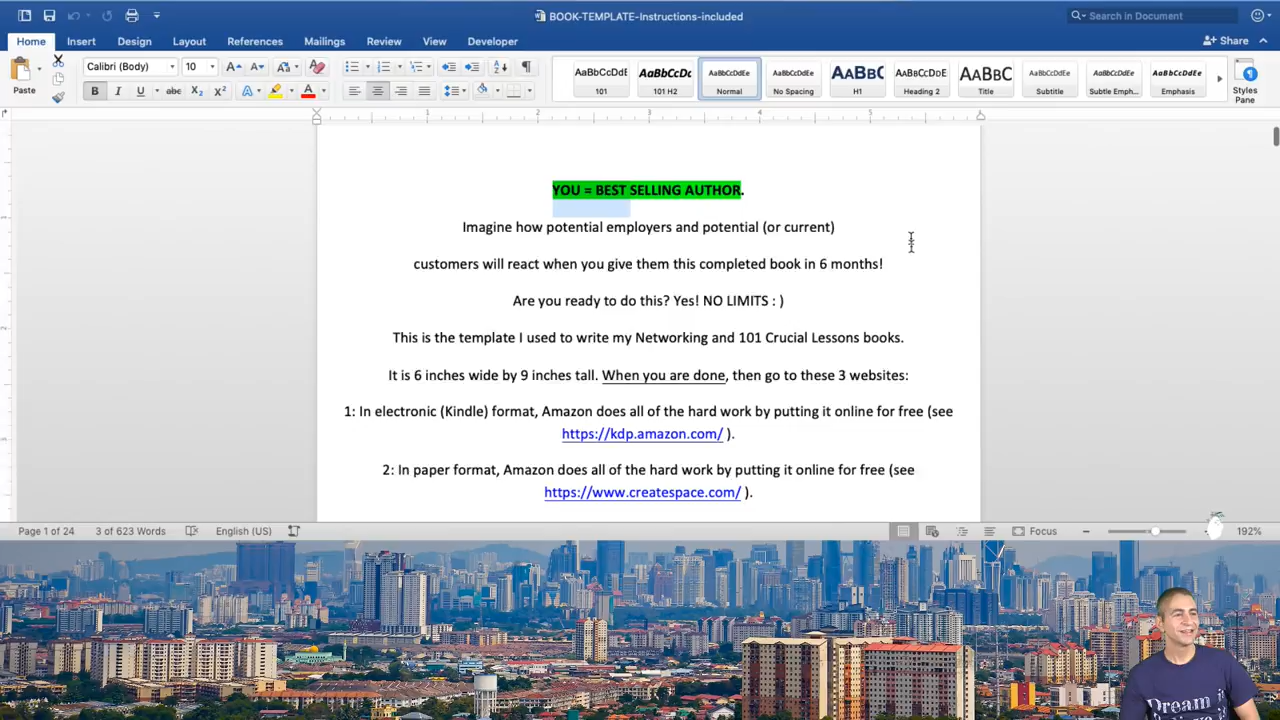 BOOK-TEMPLATE-Instructions-included
Search in Document
Home Insert Design Layout References Mailings Review View Developer
Share
Paste
Calibri (Body) 10
AaBbCcDdE AaBbCcDc AaBbCcDdEe AaBbCcDdEe AaBbC AaBbCcDdE AaBbC AaBbCcDdEe AaBbCcDdEe AaBbCcDdEe
101 101 H2 Normal No Spacing H1 Heading 2 Title Subtitle Subtle Emph... Emphasis
Styles
Pane
1 2 3 4 5
YOU = BEST SELLING AUTHOR.
Imagine how potential employers and potential (or current)
customers will react when you give them this completed book in 6 months!
Are you ready to do this? Yes! NO LIMITS : )
This is the template I used to write my Networking and 101 Crucial Lessons books.
It is 6 inches wide by 9 inches tall. When you are done, then go to these 3 websites:
1: In electronic (Kindle) format, Amazon does all of the hard work by putting it online for free (see
https://kdp.amazon.com/ ).
2: In paper format, Amazon does all of the hard work by putting it online for free (see
https://www.createspace.com/ ).
Page 1 of 24 3 of 623 Words English (US) Focus 192%
Dream